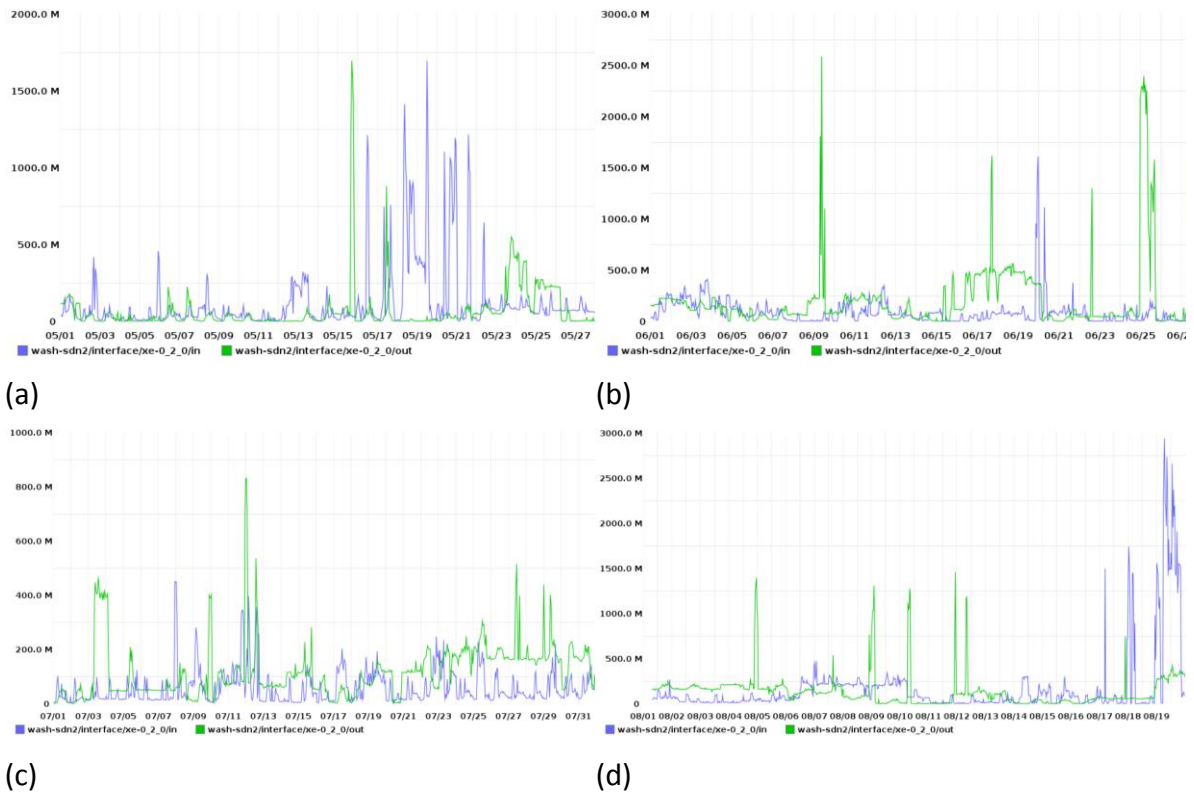 2000.0 M
1500.0 M
1000.0 M
500.0 M
0
05/01 05/03 05/05 05/07 05/09 05/11 05/13 05/15 05/17 05/19 05/21 05/23 05/25 05/27
wash-sdn2/interface/xe-0_2_0/in wash-sdn2/interface/xe-0_2_0/out
(a)
3000.0 M
2500.0 M
2000.0 M
1500.0 M
1000.0 M
500.0 M
0
06/01 06/03 06/05 06/07 06/09 06/11 06/13 06/15 06/17 06/19 06/21 06/23 06/25 06/2
wash-sdn2/interface/xe-0_2_0/in wash-sdn2/interface/xe-0_2_0/out
(b)
1000.0 M
800.0 M
600.0 M
400.0 M
200.0 M
0
07/01 07/03 07/05 07/07 07/09 07/11 07/13 07/15 07/17 07/19 07/21 07/23 07/25 07/27 07/29 07/31
wash-sdn2/interface/xe-0_2_0/in wash-sdn2/interface/xe-0_2_0/out
(c)
3000.0 M
2500.0 M
2000.0 M
1500.0 M
1000.0 M
500.0 M
0
08/01 08/02 08/03 08/04 08/05 08/06 08/07 08/08 08/09 08/10 08/11 08/12 08/13 08/14 08/15 08/16 08/17 08/18 08/19
wash-sdn2/interface/xe-0_2_0/in wash-sdn2/interface/xe-0_2_0/out
(d)